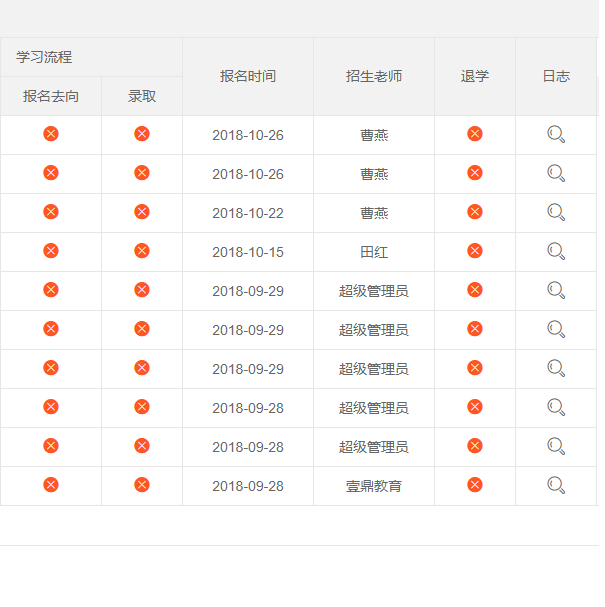 学习流程
报名去向 录取 报名时间 招生老师 退学 日志
2018-10-26 曹燕
2018-10-26 曹燕
2018-10-22 曹燕
2018-10-15 田红
2018-09-29 超级管理员
2018-09-29 超级管理员
2018-09-29 超级管理员
2018-09-28 超级管理员
2018-09-28 超级管理员
2018-09-28 壹鼎教育